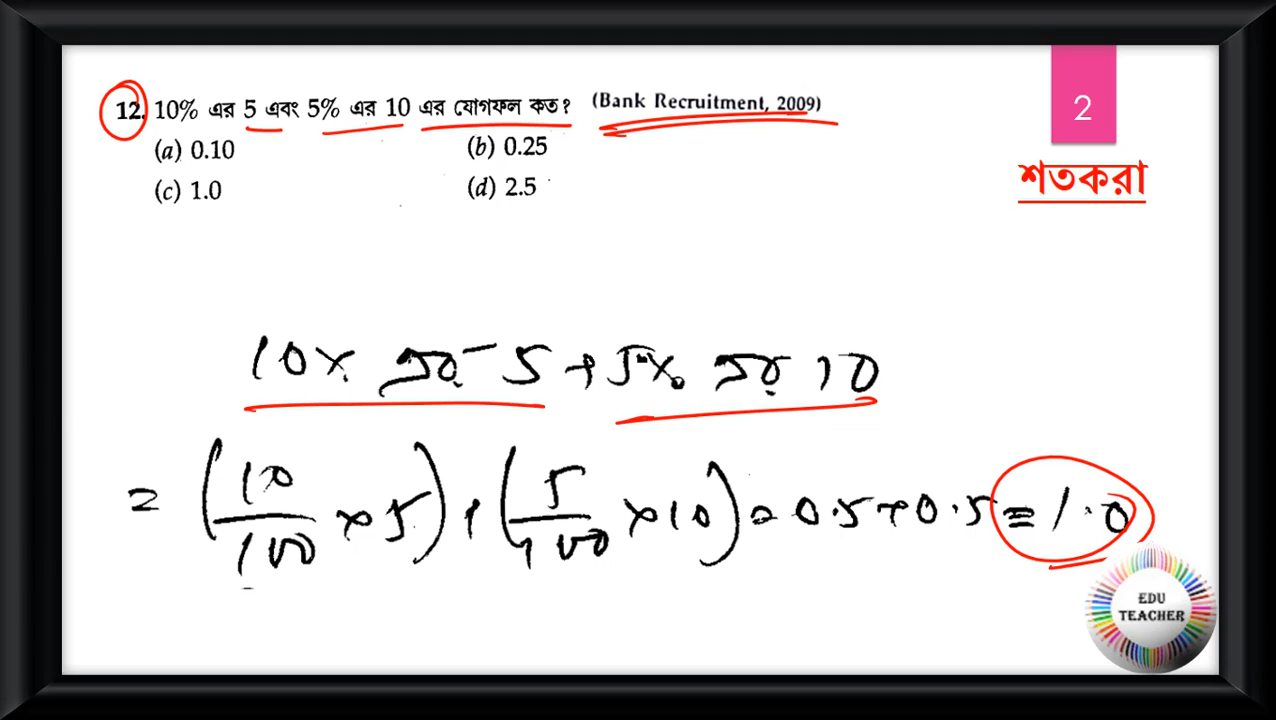 12. 10% এর 5 এবং 5% এর 10 এর যোগফল কত? (Bank Recruitment, 2009)
(a) 0.10 (b) 0.25
(c) 1.0 (d) 2.5
2
শতকরা
10% এর 5 + 5% এর 10
= (10/100 × 5) + (5/100 × 10) = 0.5 + 0.5 = 1.0
EDU
TEACHER